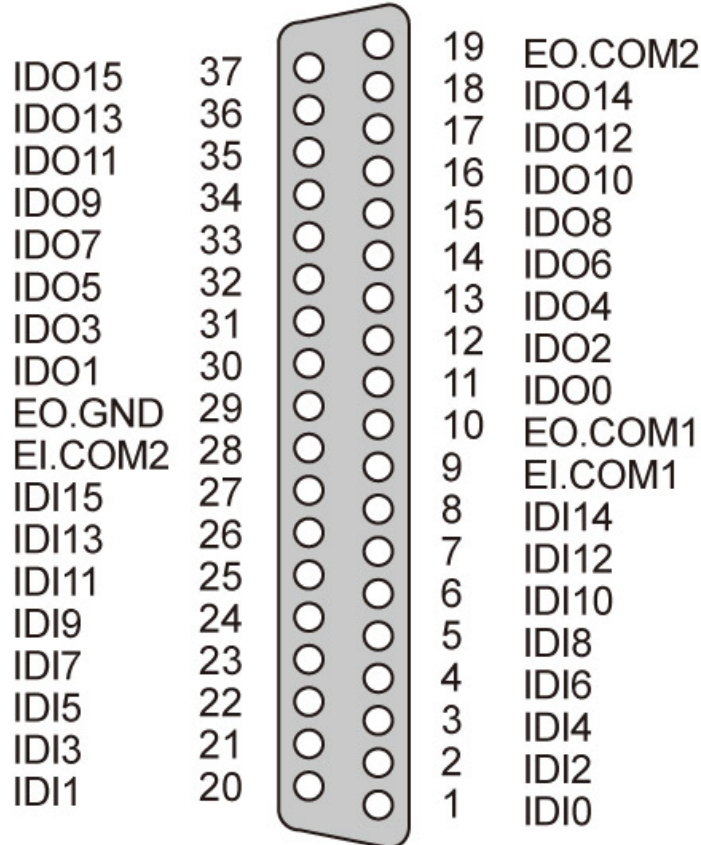 IDO15 37
IDO13 36
IDO11 35
IDO9 34
IDO7 33
IDO5 32
IDO3 31
IDO1 30
EO.GND 29
EI.COM2 28
IDI15 27
IDI13 26
IDI11 25
IDI9 24
IDI7 23
IDI5 22
IDI3 21
IDI1 20
19 EO.COM2
18 IDO14
17 IDO12
16 IDO10
15 IDO8
14 IDO6
13 IDO4
12 IDO2
11 IDO0
10 EO.COM1
9 EI.COM1
8 IDI14
7 IDI12
6 IDI10
5 IDI8
4 IDI6
3 IDI4
2 IDI2
1 IDI0